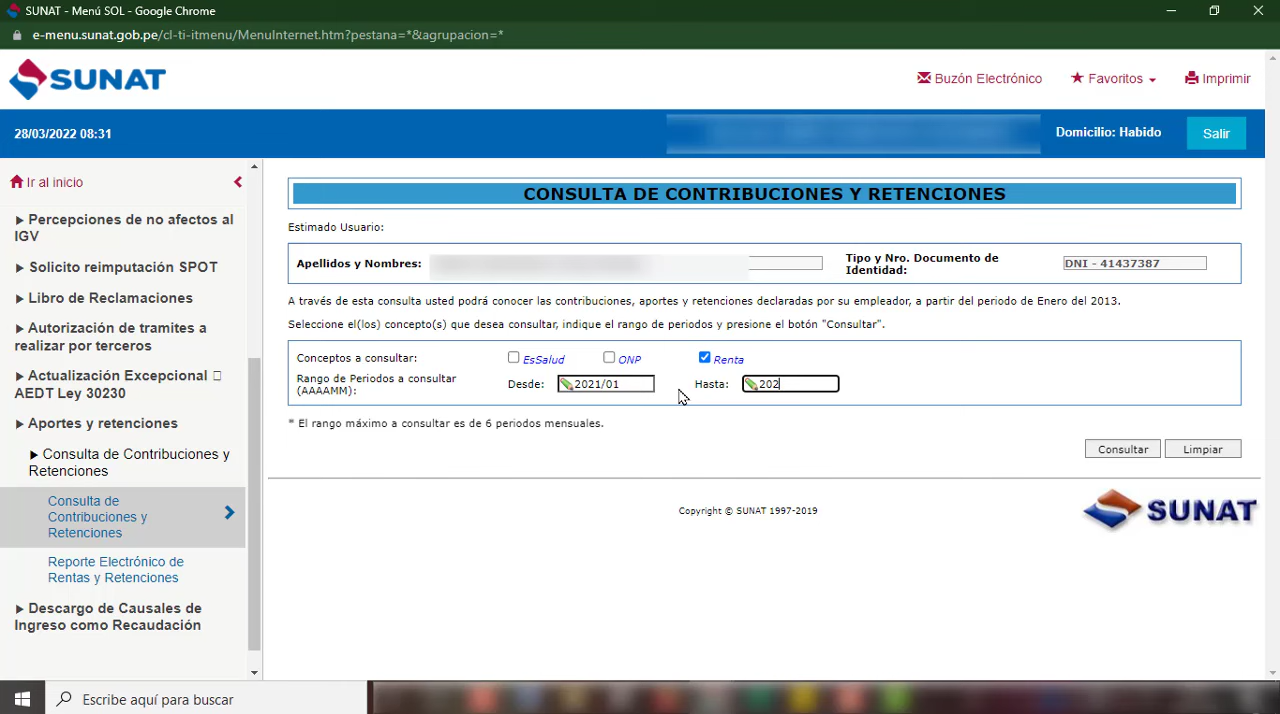 SUNAT - Menú SOL - Google Chrome
e-menu.sunat.gob.pe/cl-ti-itmenu/MenuInternet.htm?pestana=*&agrupacion=*
SUNAT
Buzón Electrónico
Favoritos
Imprimir
28/03/2022 08:31
Domicilio: Habido
Salir
Ir al inicio
Percepciones de no afectos al
IGV
Solicito reimputación SPOT
Libro de Reclamaciones
Autorización de tramites a
realizar por terceros
Actualización Excepcional
AEDT Ley 30230
Aportes y retenciones
Consulta de Contribuciones y
Retenciones
Consulta de
Contribuciones y
Retenciones
Reporte Electrónico de
Rentas y Retenciones
Descargo de Causales de
Ingreso como Recaudación
CONSULTA DE CONTRIBUCIONES Y RETENCIONES
Estimado Usuario:
Apellidos y Nombres:
Tipo y Nro. Documento de
Identidad:
DNI - 41437387
A través de esta consulta usted podrá conocer las contribuciones, aportes y retenciones declaradas por su empleador, a partir del periodo de Enero del 2013.
Seleccione el(los) concepto(s) que desea consultar, indique el rango de periodos y presione el botón "Consultar".
Conceptos a consultar:
EsSalud
ONP
Renta
Rango de Periodos a consultar
(AAAAMM):
Desde:
2021/01
Hasta:
202
* El rango máximo a consultar es de 6 periodos mensuales.
Consultar
Limpiar
Copyright © SUNAT 1997-2019
SUNAT
Escribe aquí para buscar